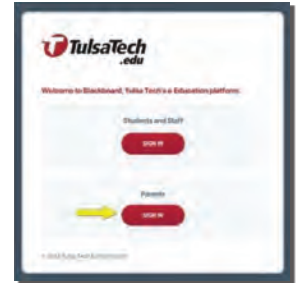 TulsaTech
.edu
Welcome to Blackboard, Tulsa Tech's e-Education platform.
Students and Staff
SIGN IN
Parents
SIGN IN